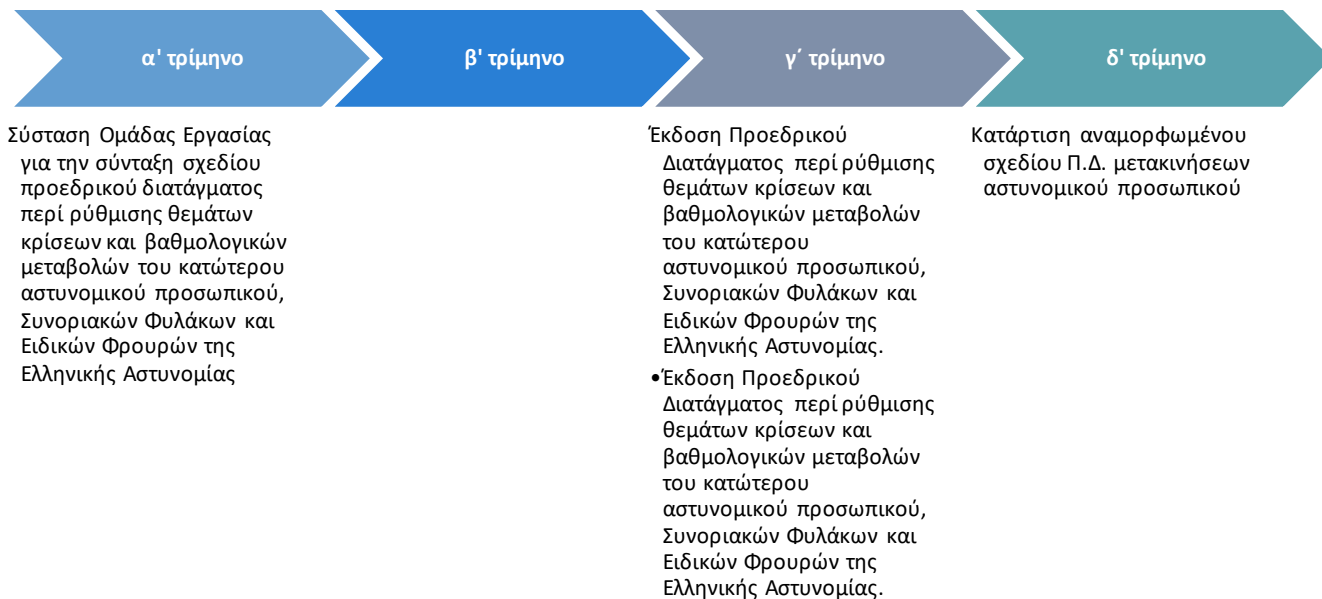 α' τρίμηνο
β' τρίμηνο
γ΄ τρίμηνο
δ' τρίμηνο
Σύσταση Ομάδας Εργασίας
για την σύνταξη σχεδίου
προεδρικού διατάγματος
περί ρύθμισης θεμάτων
κρίσεων και βαθμολογικών
μεταβολών του κατώτερου
αστυνομικού προσωπικού,
Συνοριακών Φυλάκων και
Ειδικών Φρουρών της
Ελληνικής Αστυνομίας
Έκδοση Προεδρικού
Διατάγματος περί ρύθμισης
θεμάτων κρίσεων και
βαθμολογικών μεταβολών
του κατώτερου
αστυνομικού προσωπικού,
Συνοριακών Φυλάκων και
Ειδικών Φρουρών της
Ελληνικής Αστυνομίας.
•Έκδοση Προεδρικού
Διατάγματος περί ρύθμισης
θεμάτων κρίσεων και
βαθμολογικών μεταβολών
του κατώτερου
αστυνομικού προσωπικού,
Συνοριακών Φυλάκων και
Ειδικών Φρουρών της
Ελληνικής Αστυνομίας.
Κατάρτιση αναμορφωμένου
σχεδίου Π.Δ. μετακινήσεων
αστυνομικού προσωπικού